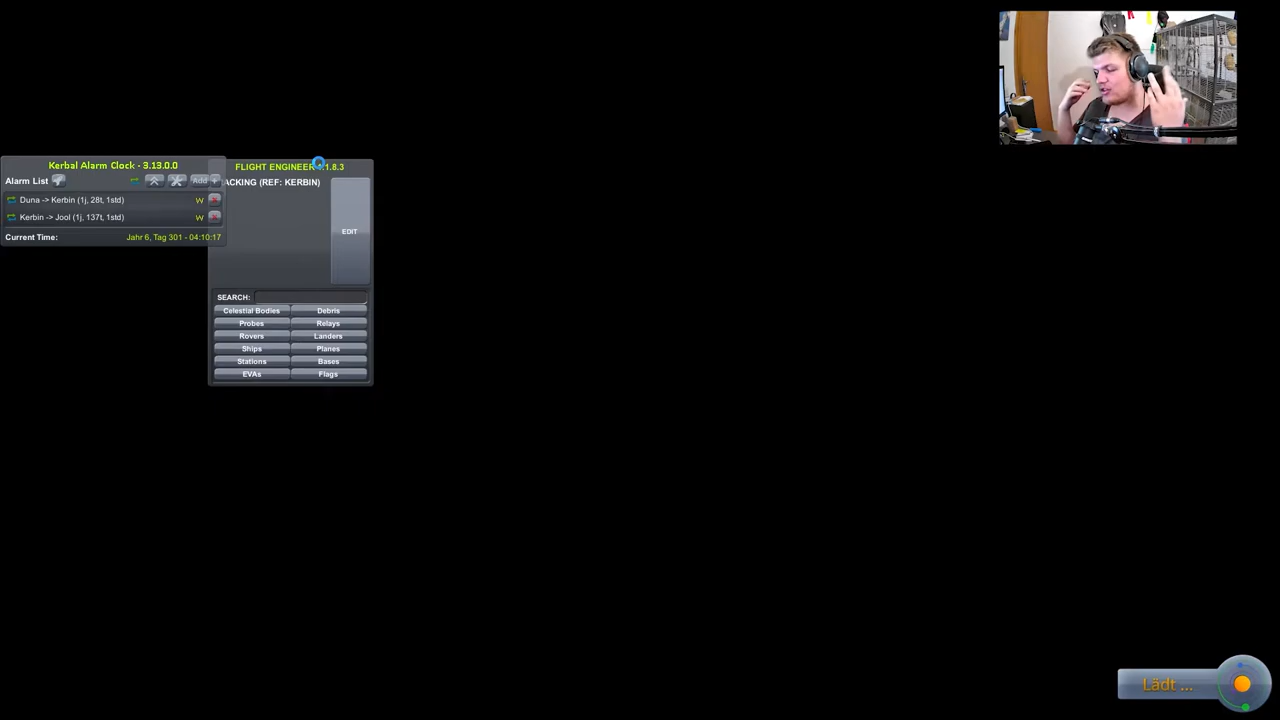 Kerbal Alarm Clock - 3.13.0.0
Alarm List
Add +
Duna -> Kerbin (1j, 28t, 1std)
W
Kerbin -> Jool (1j, 137t, 1std)
W
Current Time:
Jahr 6, Tag 301 - 04:10:17
FLIGHT ENGINEER 1.1.8.3
ACKING (REF: KERBIN)
EDIT
SEARCH:
Celestial Bodies
Debris
Probes
Relays
Rovers
Landers
Ships
Planes
Stations
Bases
EVAs
Flags
Lädt ...